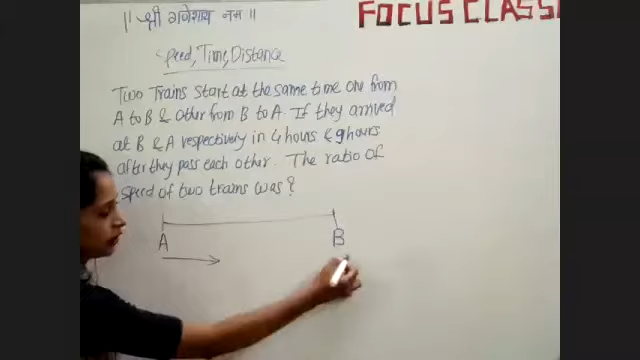 ॥ श्री गणेशाय नमः ॥
FOCUS CLASS
Speed, Time, Distance
Two Trains start at the same time one from
A to B & other from B to A. If they arrived
at B & A respectively in 4 hours & 9 hours
after they pass each other. The ratio of
speed of two trains was?
A B